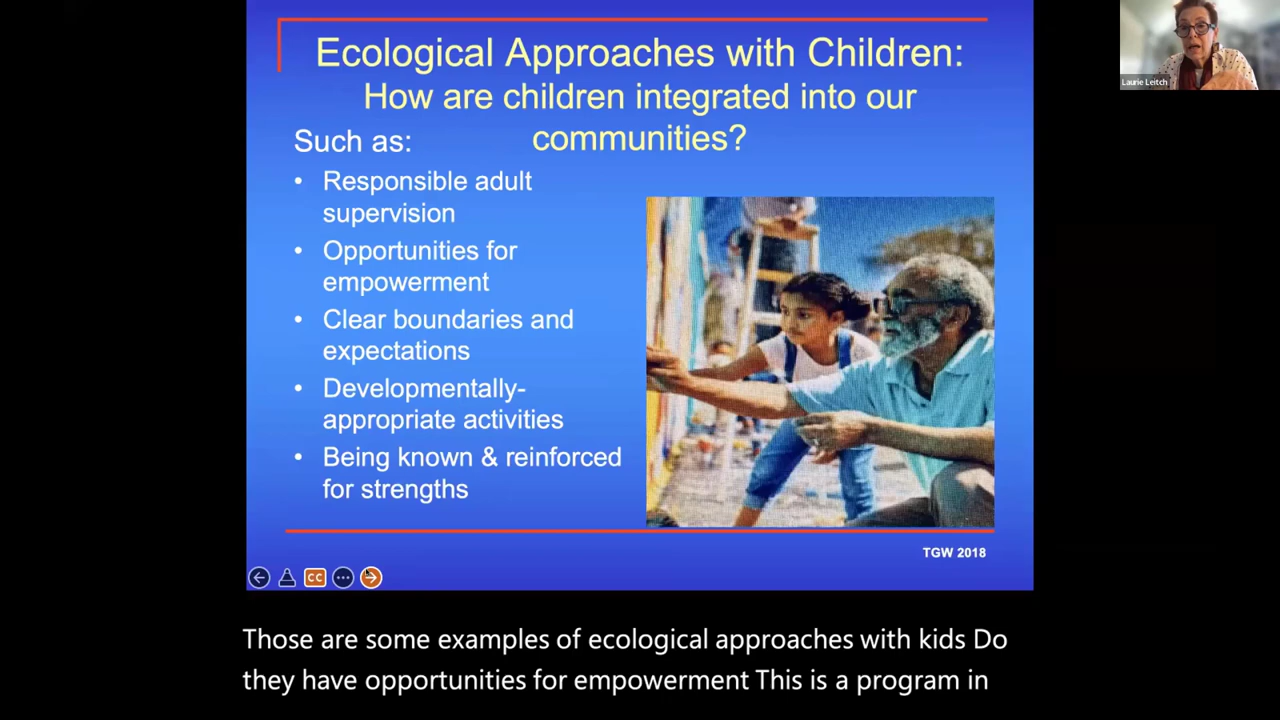 Ecological Approaches with Children:
How are children integrated into our
communities?
Such as:
• Responsible adult
supervision
• Opportunities for
empowerment
• Clear boundaries and
expectations
• Developmentally-
appropriate activities
• Being known & reinforced
for strengths
TGW 2018
CC
Laurie Leitch
Those are some examples of ecological approaches with kids Do
they have opportunities for empowerment This is a program in